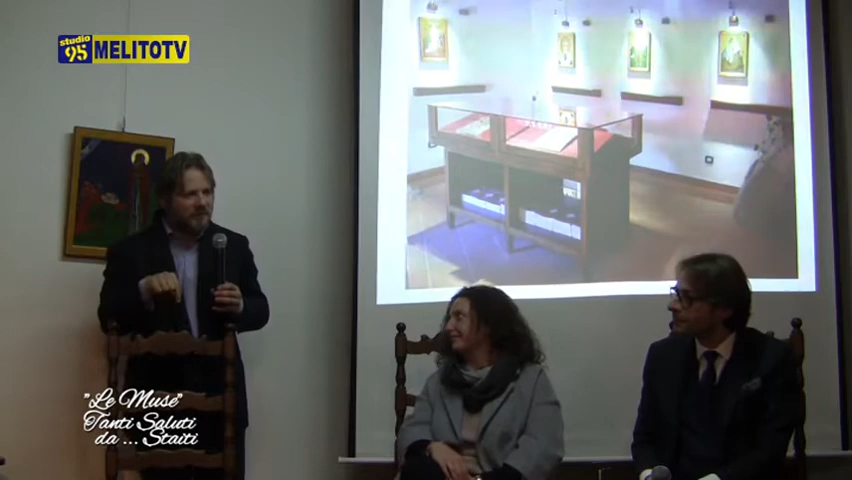 studio
95 MELITOTV
"Le Muse"
Tanti Saluti
da ... Staiti